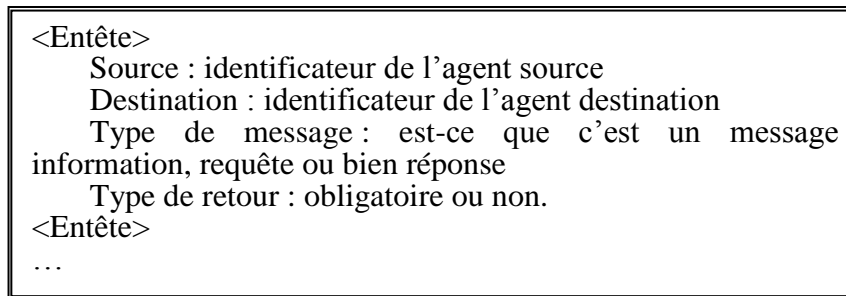 <Entête>
Source : identificateur de l’agent source
Destination : identificateur de l’agent destination
Type de message : est-ce que c’est un message
information, requête ou bien réponse
Type de retour : obligatoire ou non.
<Entête>
…